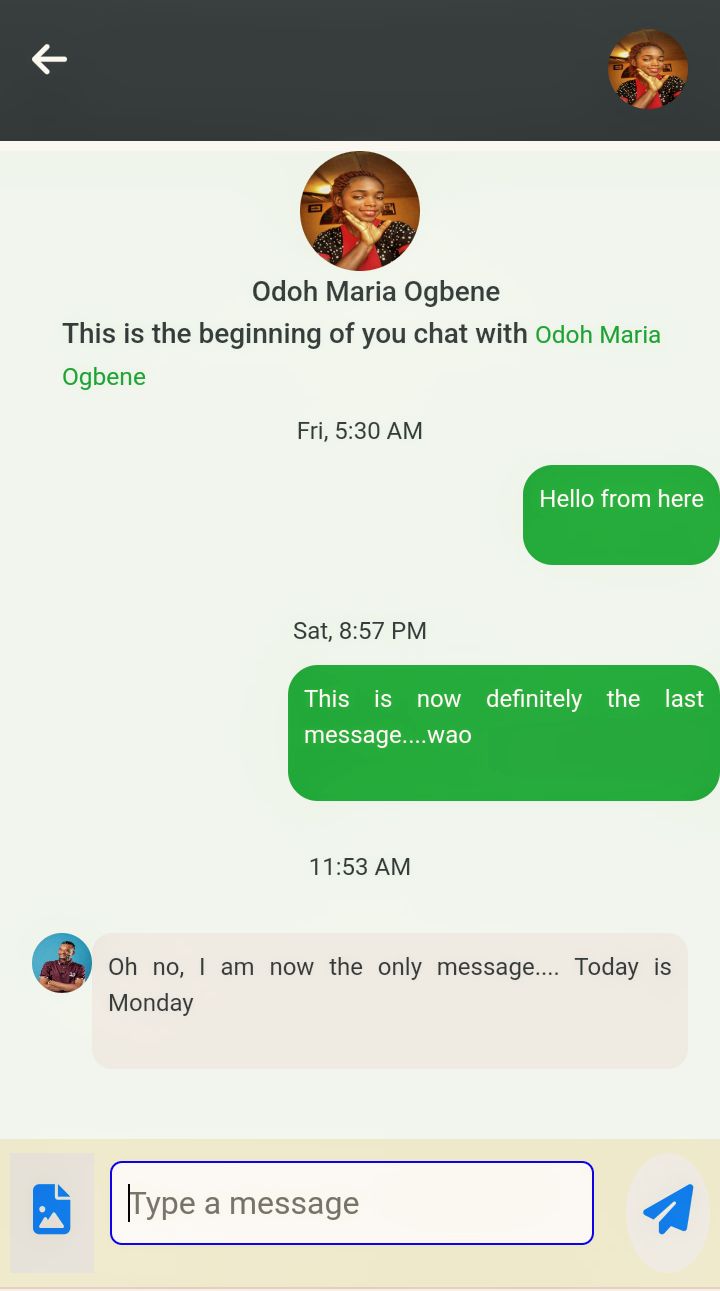 Odoh Maria Ogbene
This is the beginning of you chat with Odoh Maria
Ogbene
Fri, 5:30 AM
Hello from here
Sat, 8:57 PM
This is now definitely the last
message....wao
11:53 AM
Oh no, I am now the only message.... Today is
Monday
Type a message